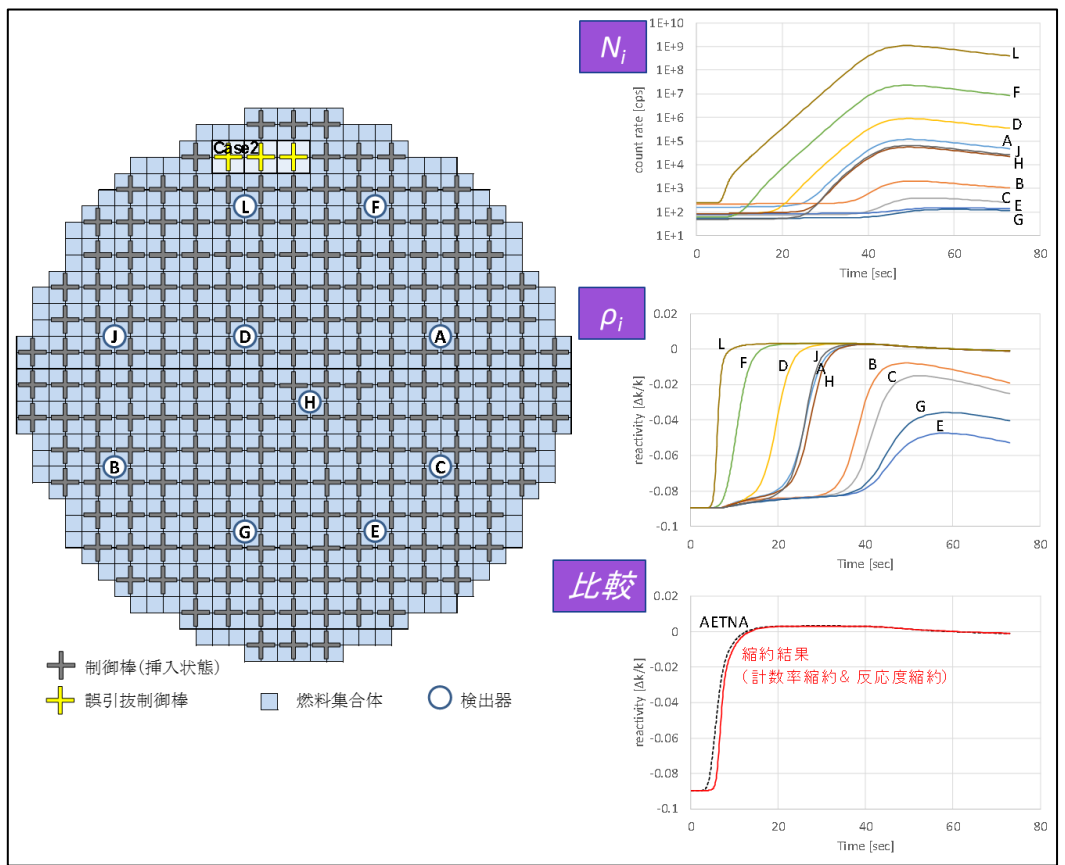 Case2
L
F
J
D
A
H
B
C
G
E
制御棒(挿入状態)
誤引抜制御棒
燃料集合体
検出器
N_i
1E+10
1E+9
1E+8
1E+7
1E+6
1E+5
1E+4
1E+3
1E+2
1E+1
count rate [cps]
0
20
40
60
80
Time [sec]
L
F
D
A
J
H
B
C
E
G
ρ_i
0.02
0
-0.02
-0.04
-0.06
-0.08
-0.1
reactivity [Δk/k]
0
20
40
60
80
Time [sec]
L
F
D
J
A
H
B
C
G
E
比較
0.02
0
-0.02
-0.04
-0.06
-0.08
-0.1
reactivity [Δk/k]
0
20
40
60
80
Time [sec]
AETNA
縮約結果
(計数率縮約& 反応度縮約)